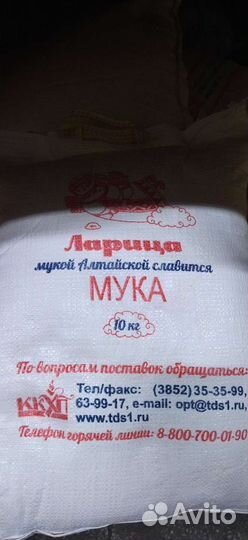 Ларица
мукой Алтайской славится
МУКА
10 кг
По вопросам поставок обращаться:
Тел/факс: (3852) 35-35-99,
ККХП 63-99-17, e-mail: opt@tds1.ru,
www.tds1.ru
Телефон горячей линии: 8-800-700-01-90
Avito